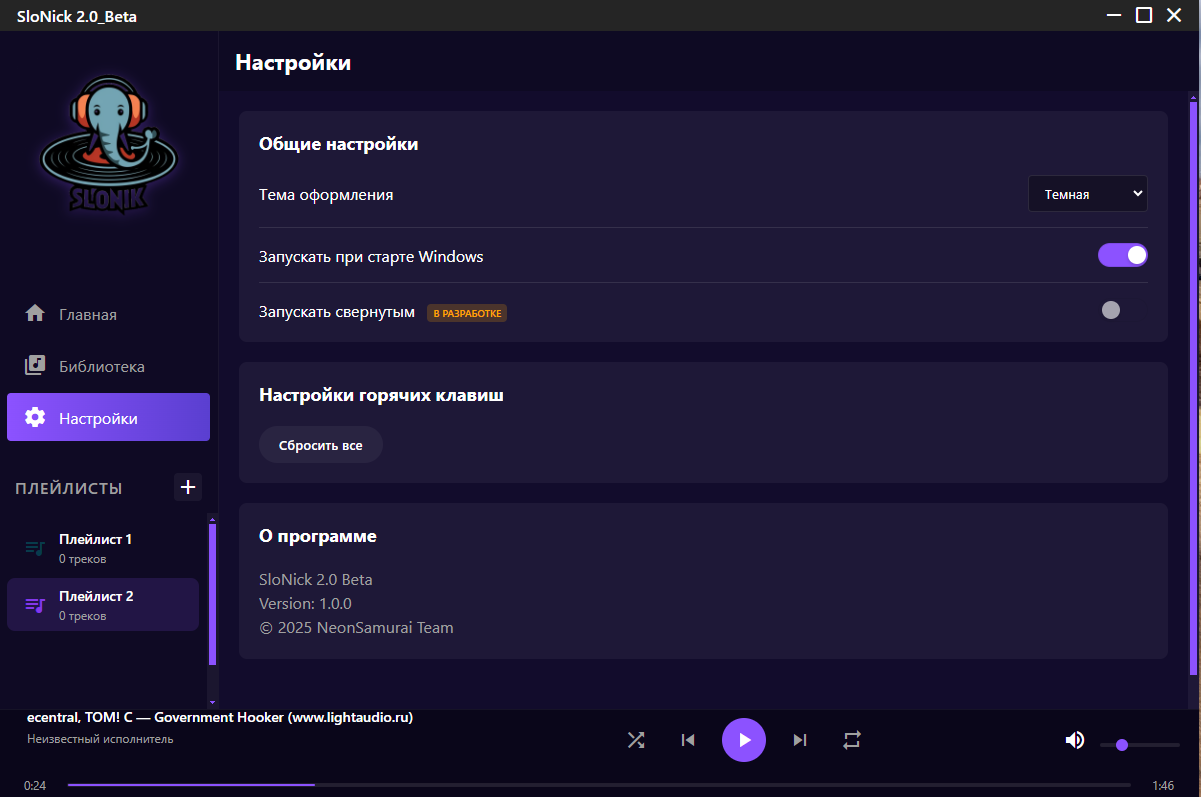 SloNick 2.0_Beta
SLONIK
Настройки
Общие настройки
Тема оформления
Темная
Запускать при старте Windows
Запускать свернутым
В РАЗРАБОТКЕ
Главная
Библиотека
Настройки
Настройки горячих клавиш
Сбросить все
ПЛЕЙЛИСТЫ
+
Плейлист 1
0 треков
Плейлист 2
0 треков
О программе
SloNick 2.0 Beta
Version: 1.0.0
© 2025 NeonSamurai Team
ecentral, TOM! C — Government Hooker (www.lightaudio.ru)
Неизвестный исполнитель
0:24
1:46